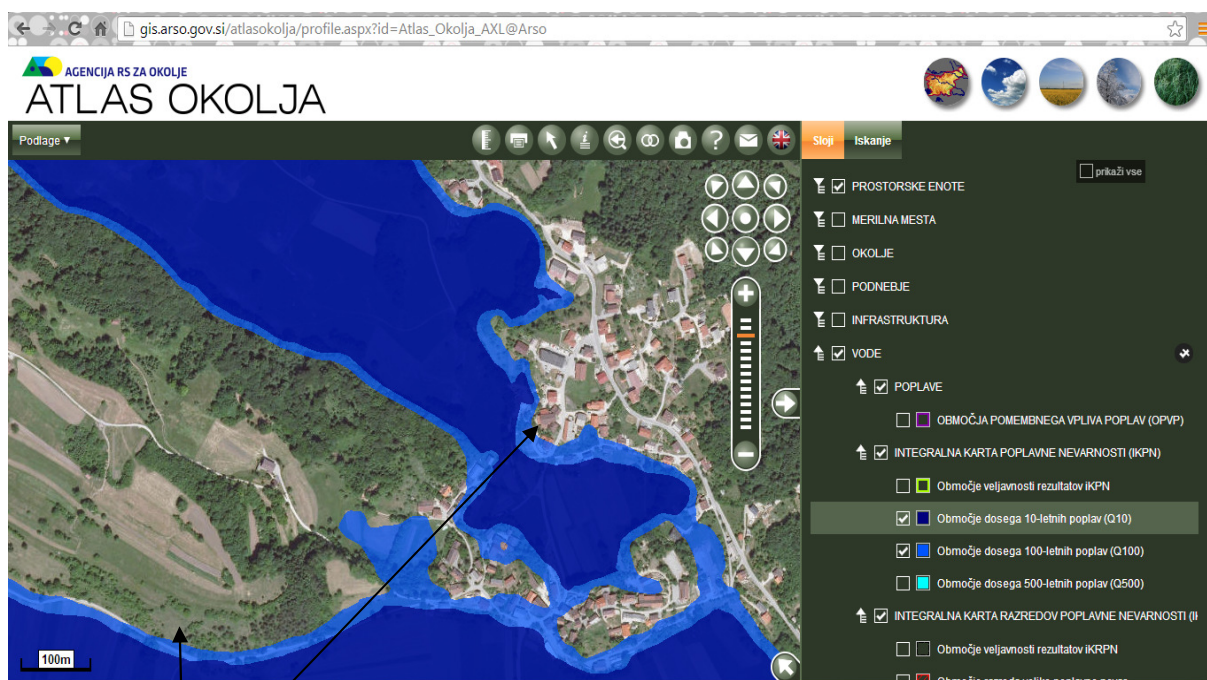 gis.arso.gov.si/atlasokolja/profile.aspx?id=Atlas_Okolja_AXL@Arso
AGENCIJA RS ZA OKOLJE
ATLAS OKOLJA
Podlage
Sloji
Iskanje
prikaži vse
PROSTORSKE ENOTE
MERILNA MESTA
OKOLJE
PODNEBJE
INFRASTRUKTURA
VODE
POPLAVE
OBMOČJA POMEMBNEGA VPLIVA POPLAV (OPVP)
INTEGRALNA KARTA POPLAVNE NEVARNOSTI (IKPN)
Območje veljavnosti rezultatov iKPN
Območje dosega 10-letnih poplav (Q10)
Območje dosega 100-letnih poplav (Q100)
Območje dosega 500-letnih poplav (Q500)
INTEGRALNA KARTA RAZREDOV POPLAVNE NEVARNOSTI
Območje veljavnosti rezultatov iKRPN
100m